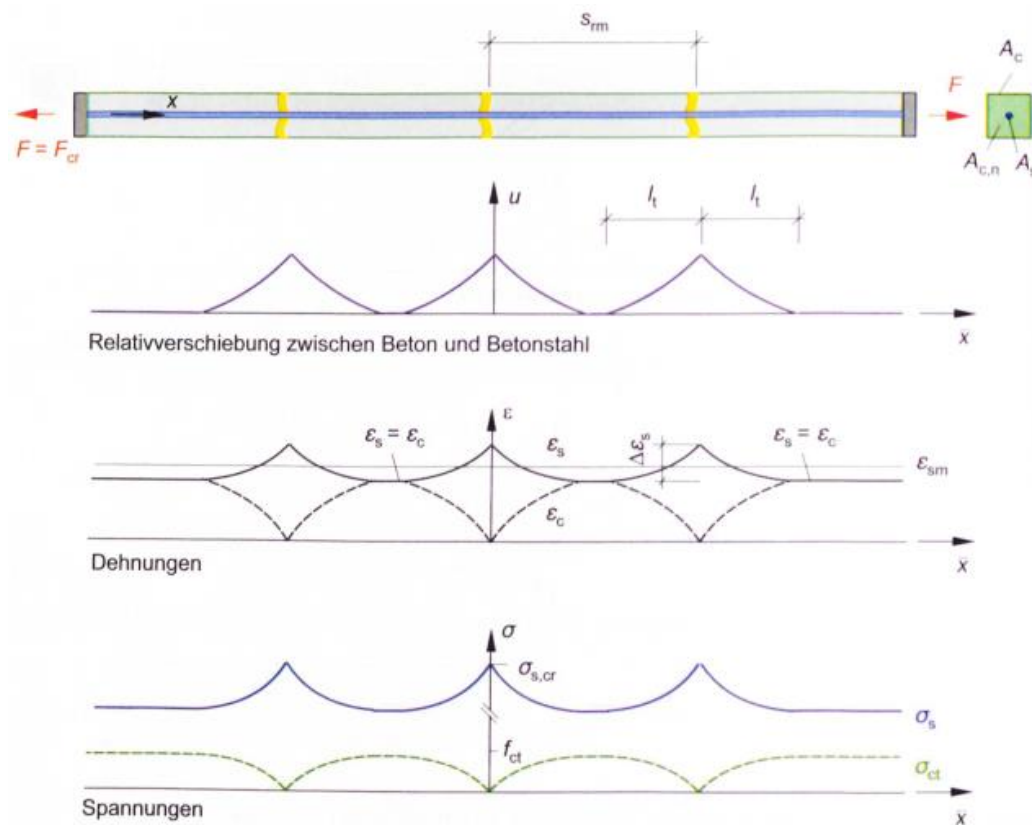 s_rm
A_c
x
F
F = F_cr
A_c,n
u
l_t
l_t
x
Relativverschiebung zwischen Beton und Betonstahl
ε
ε_s = ε_c
ε_s
Δε_s
ε_s = ε_c
ε_sm
ε_c
Dehnungen
x̄
σ
σ_s,cr
σ_s
f_ct
σ_ct
Spannungen
x̄